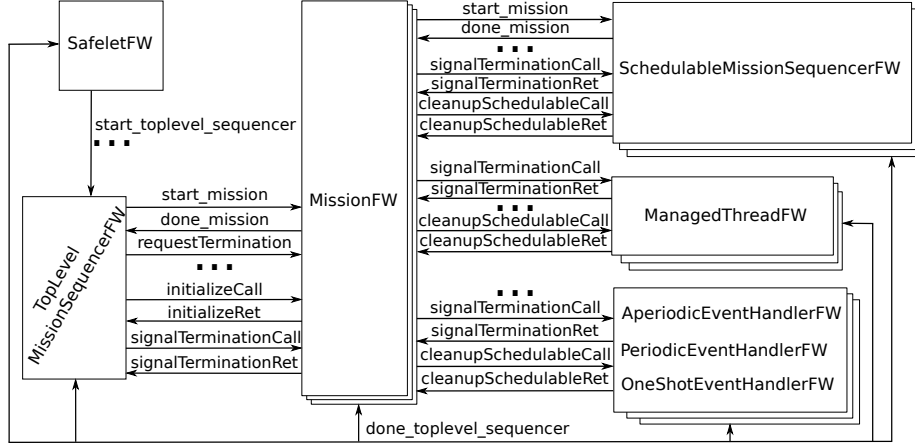 SafeletFW
start_toplevel_sequencer
...
TopLevel
MissionSequencerFW
start_mission
done_mission
requestTermination
...
initializeCall
initializeRet
signalTerminationCall
signalTerminationRet
MissionFW
start_mission
done_mission
...
signalTerminationCall
signalTerminationRet
cleanupSchedulableCall
cleanupSchedulableRet
SchedulableMissionSequencerFW
signalTerminationCall
signalTerminationRet
...
cleanupSchedulableCall
cleanupSchedulableRet
ManagedThreadFW
...
signalTerminationCall
signalTerminationRet
cleanupSchedulableCall
cleanupSchedulableRet
AperiodicEventHandlerFW
PeriodicEventHandlerFW
OneShotEventHandlerFW
done_toplevel_sequencer